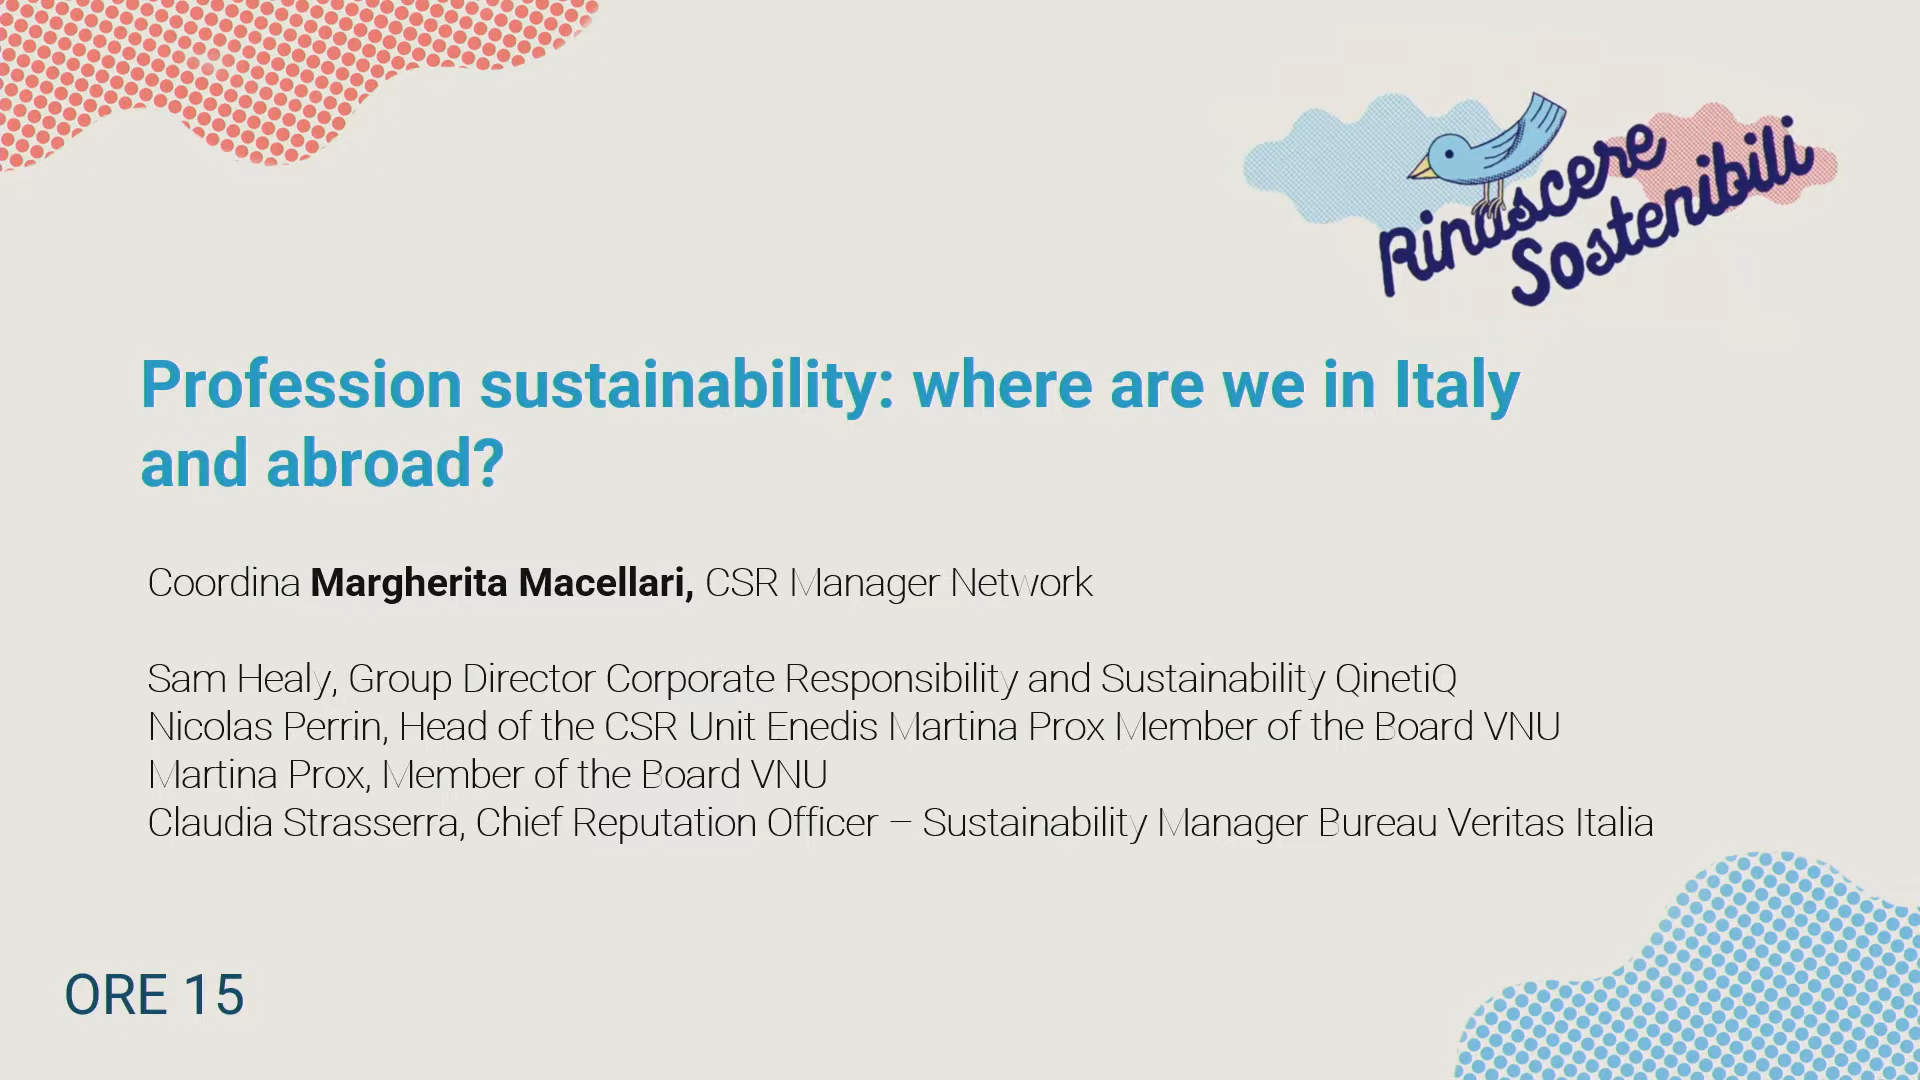 Rinascere
Sostenibili
Profession sustainability: where are we in Italy
and abroad?
Coordina Margherita Macellari, CSR Manager Network
Sam Healy, Group Director Corporate Responsibility and Sustainability QinetiQ
Nicolas Perrin, Head of the CSR Unit Enedis Martina Prox Member of the Board VNU
Martina Prox, Member of the Board VNU
Claudia Strasserra, Chief Reputation Officer – Sustainability Manager Bureau Veritas Italia
ORE 15